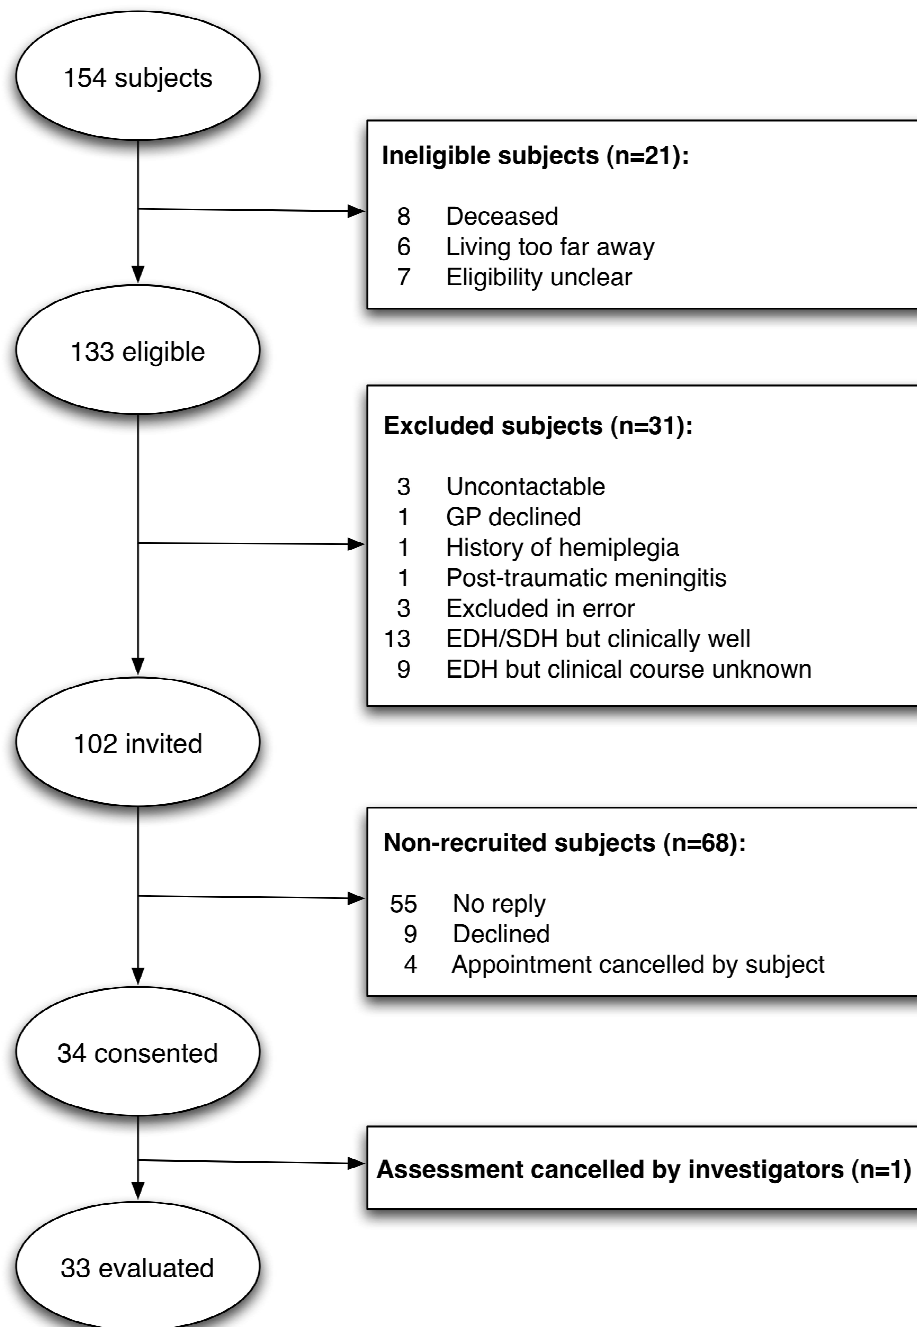 154 subjects
Ineligible subjects (n=21):
8 Deceased
6 Living too far away
7 Eligibility unclear
133 eligible
Excluded subjects (n=31):
3 Uncontactable
1 GP declined
1 History of hemiplegia
1 Post-traumatic meningitis
3 Excluded in error
13 EDH/SDH but clinically well
9 EDH but clinical course unknown
102 invited
Non-recruited subjects (n=68):
55 No reply
9 Declined
4 Appointment cancelled by subject
34 consented
Assessment cancelled by investigators (n=1)
33 evaluated